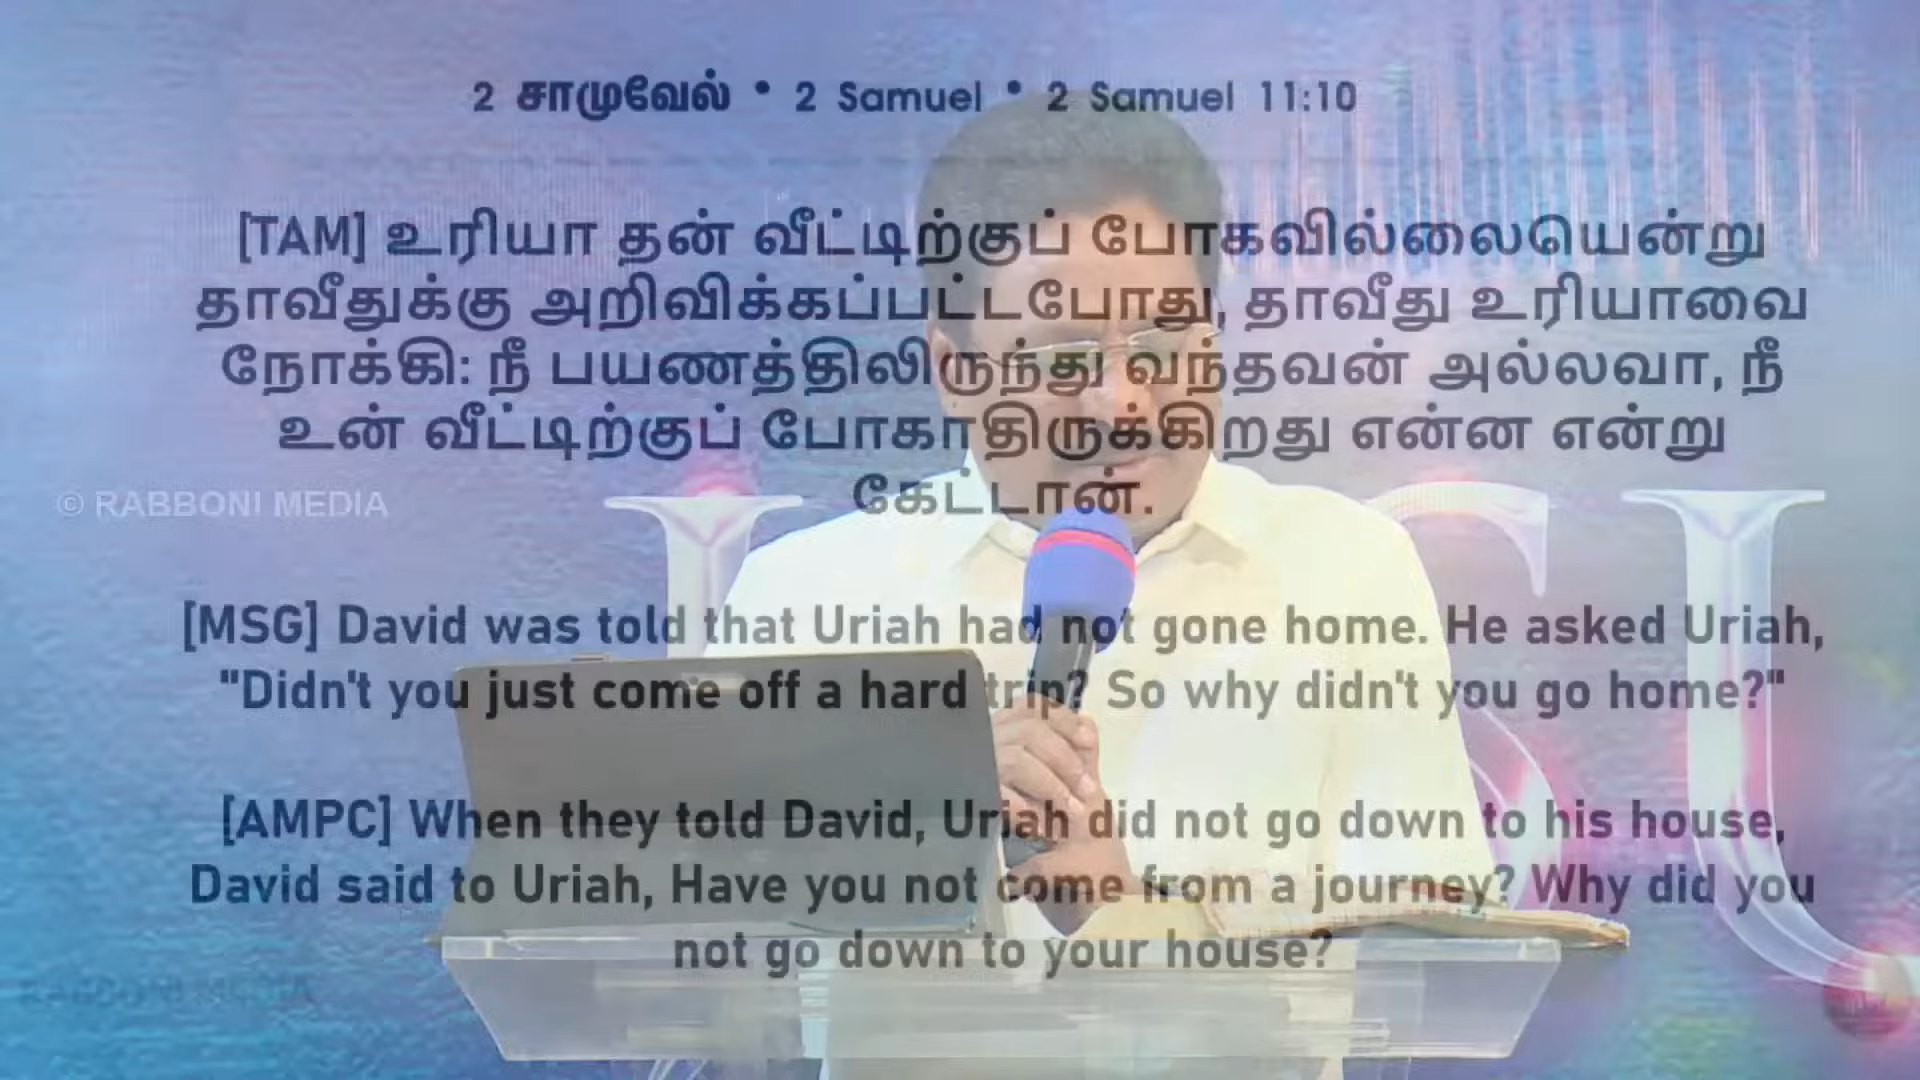 2 சாமுவேல் • 2 Samuel • 2 Samuel 11:10
[TAM] உரியா தன் வீட்டிற்குப் போகவில்லையென்று
தாவீதுக்கு அறிவிக்கப்பட்டபோது, தாவீது உரியாவை
நோக்கி: நீ பயணத்திலிருந்து வந்தவன் அல்லவா, நீ
உன் வீட்டிற்குப் போகாதிருக்கிறது என்ன என்று
கேட்டான்.
© RABBONI MEDIA
[MSG] David was told that Uriah had not gone home. He asked Uriah,
"Didn't you just come off a hard trip? So why didn't you go home?"
[AMPC] When they told David, Uriah did not go down to his house,
David said to Uriah, Have you not come from a journey? Why did you
not go down to your house?
RABBONI MEDIA